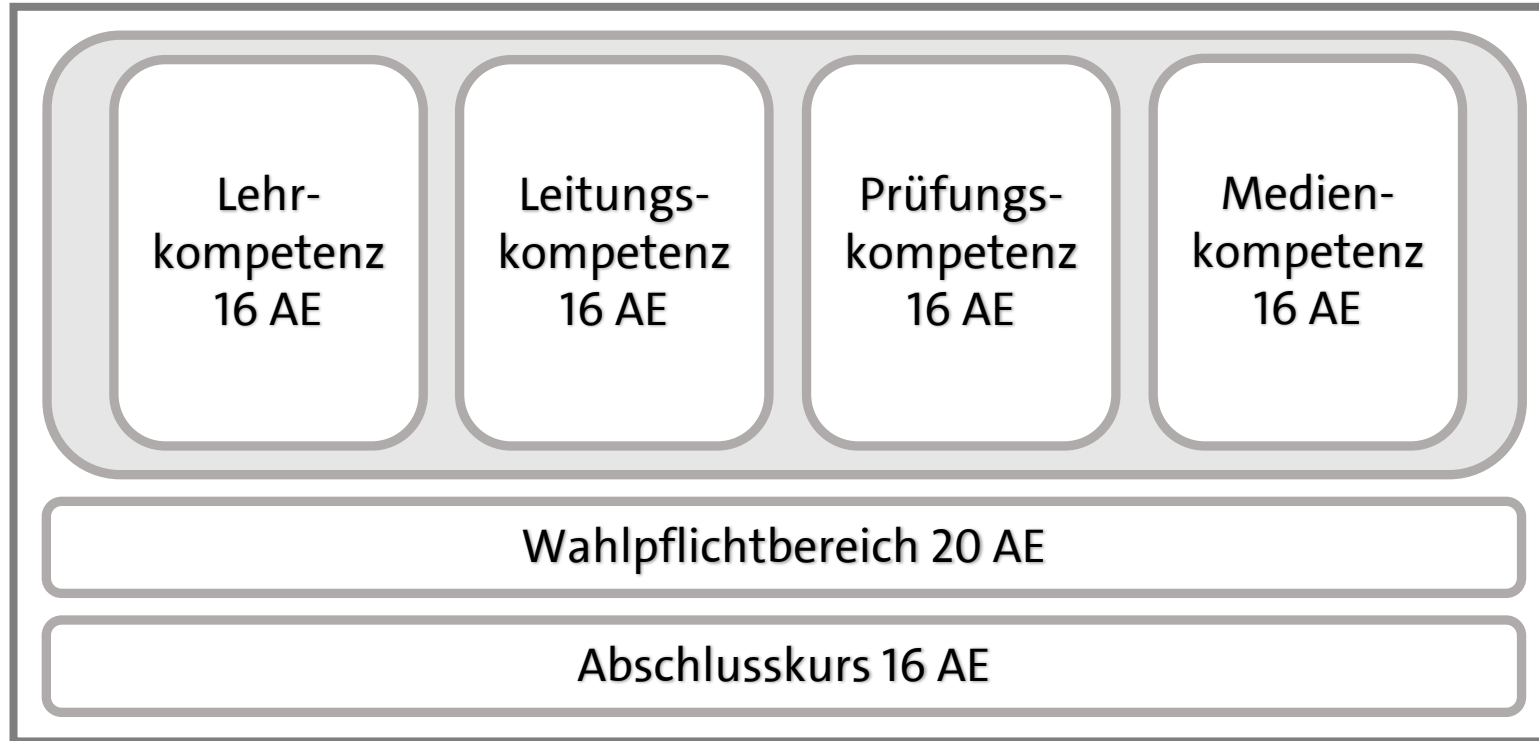 Lehr-
kompetenz
16 AE
Leitungs-
kompetenz
16 AE
Prüfungs-
kompetenz
16 AE
Medien-
kompetenz
16 AE
Wahlpflichtbereich 20 AE
Abschlusskurs 16 AE